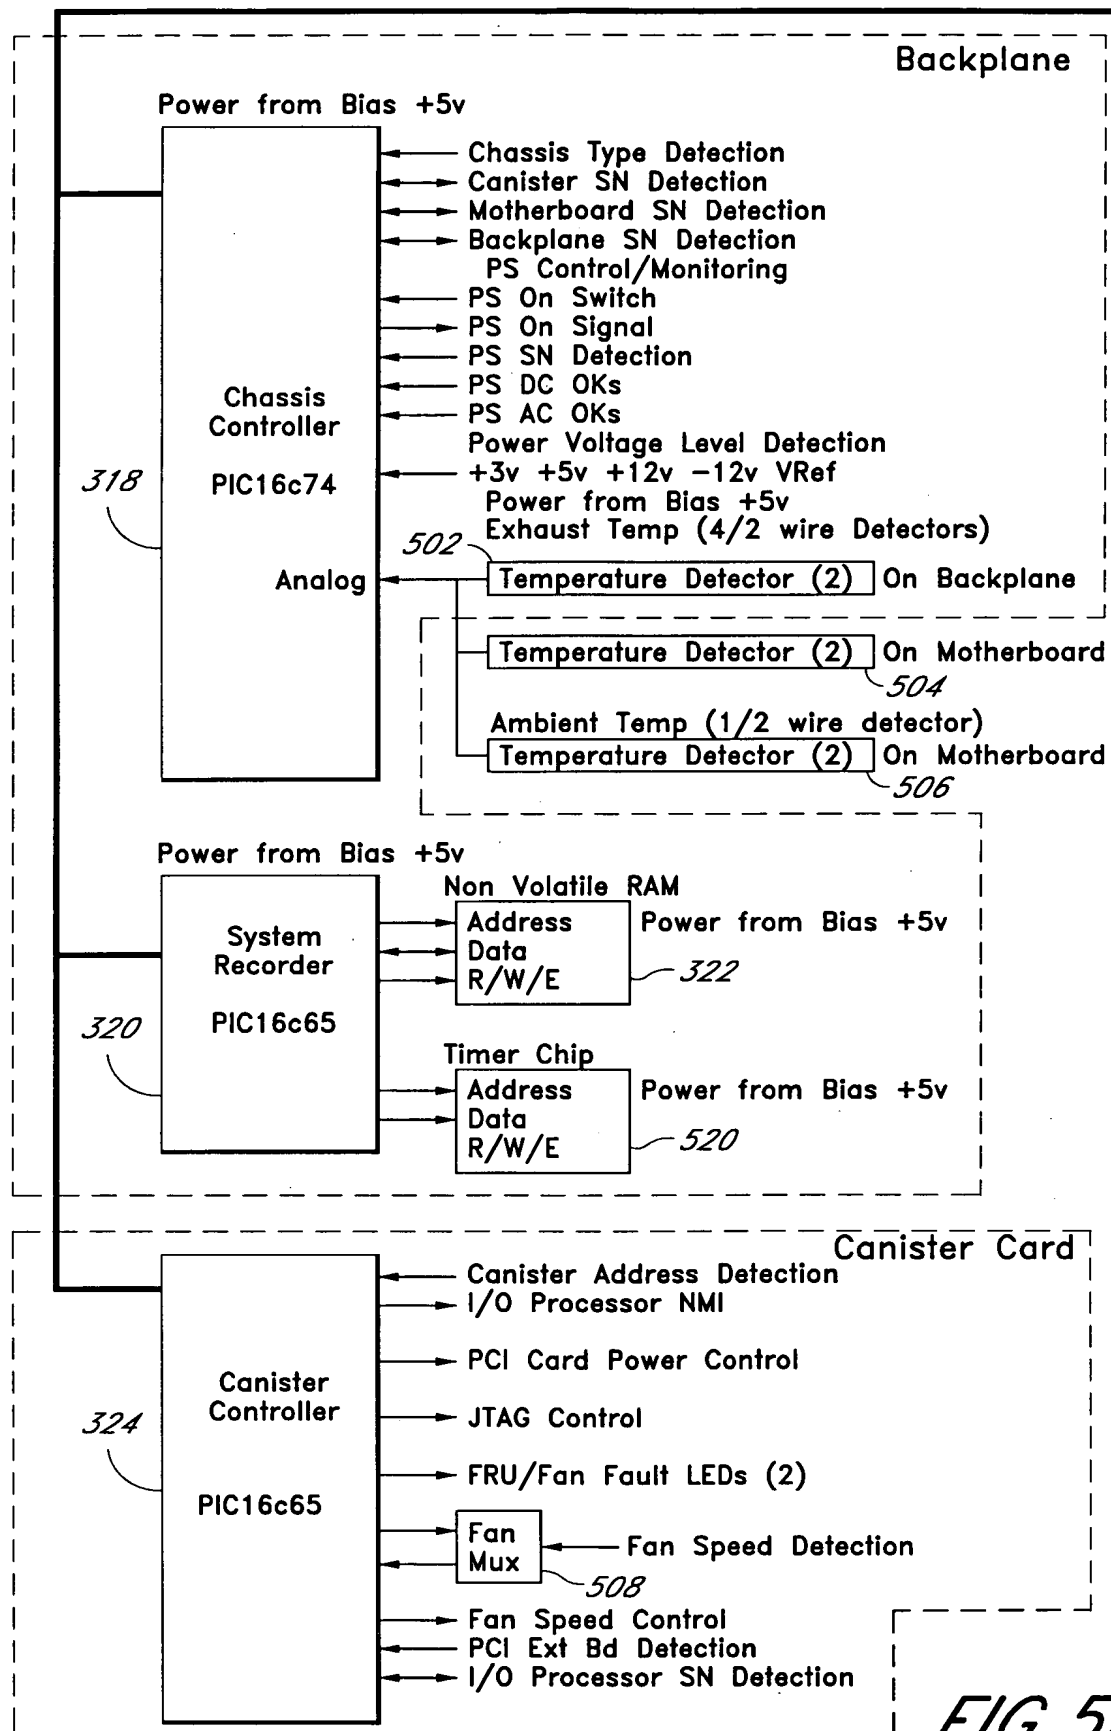 Backplane
Power from Bias +5v
Chassis Type Detection
Canister SN Detection
Motherboard SN Detection
Backplane SN Detection
PS Control/Monitoring
PS On Switch
PS On Signal
PS SN Detection
PS DC OKs
PS AC OKs
Power Voltage Level Detection
+3v +5v +12v -12v VRef
Power from Bias +5v
Exhaust Temp (4/2 wire Detectors)
Chassis
Controller
PIC16c74
318
502
Analog
Temperature Detector (2) On Backplane
Temperature Detector (2) On Motherboard
504
Ambient Temp (1/2 wire detector)
Temperature Detector (2) On Motherboard
506
Power from Bias +5v
System
Recorder
PIC16c65
320
Non Volatile RAM
Address
Data
R/W/E
Power from Bias +5v
322
Timer Chip
Address
Data
R/W/E
Power from Bias +5v
520
Canister Card
Canister
Controller
PIC16c65
324
Canister Address Detection
I/O Processor NMI
PCI Card Power Control
JTAG Control
FRU/Fan Fault LEDs (2)
Fan
Mux
Fan Speed Detection
508
Fan Speed Control
PCI Ext Bd Detection
I/O Processor SN Detection